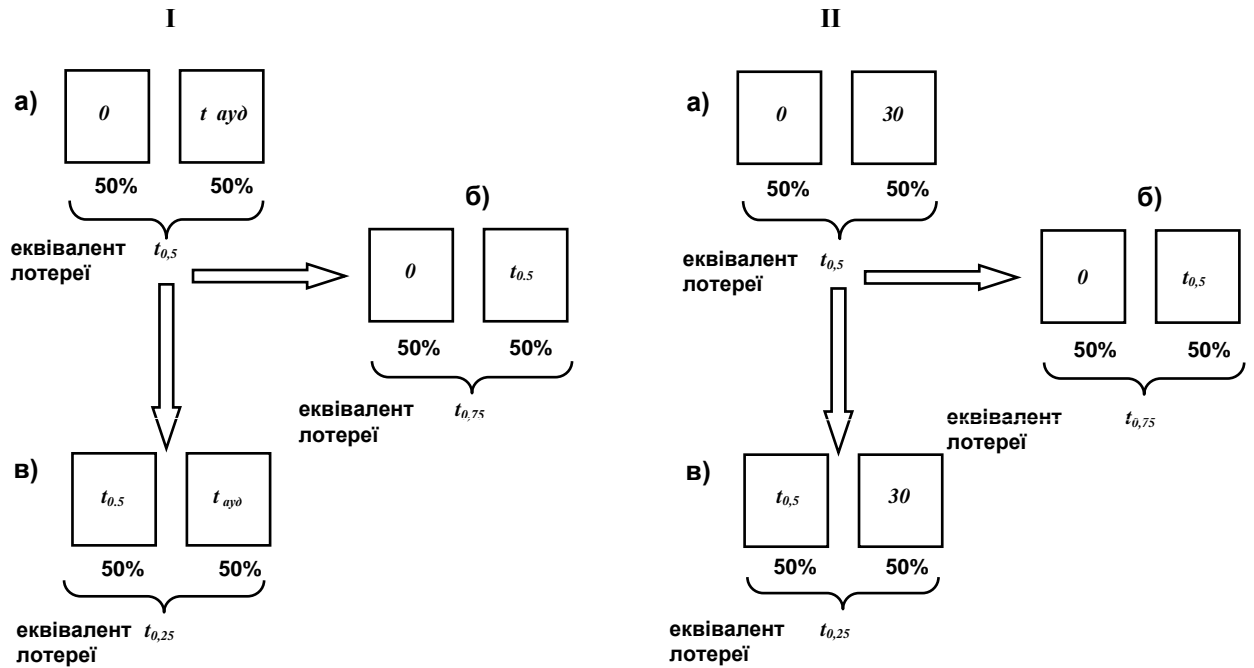 I
а)
0
t ауд
50% 50%
еквівалент t0,5
лотереї
б)
0
t0.5
50% 50%
еквівалент t0,75
лотереї
в)
t0.5
t ауд
50% 50%
еквівалент t0,25
лотереї
II
а)
0
30
50% 50%
еквівалент t0,5
лотереї
б)
0
t0,5
50% 50%
еквівалент t0,75
лотереї
в)
t0,5
30
50% 50%
еквівалент t0,25
лотереї